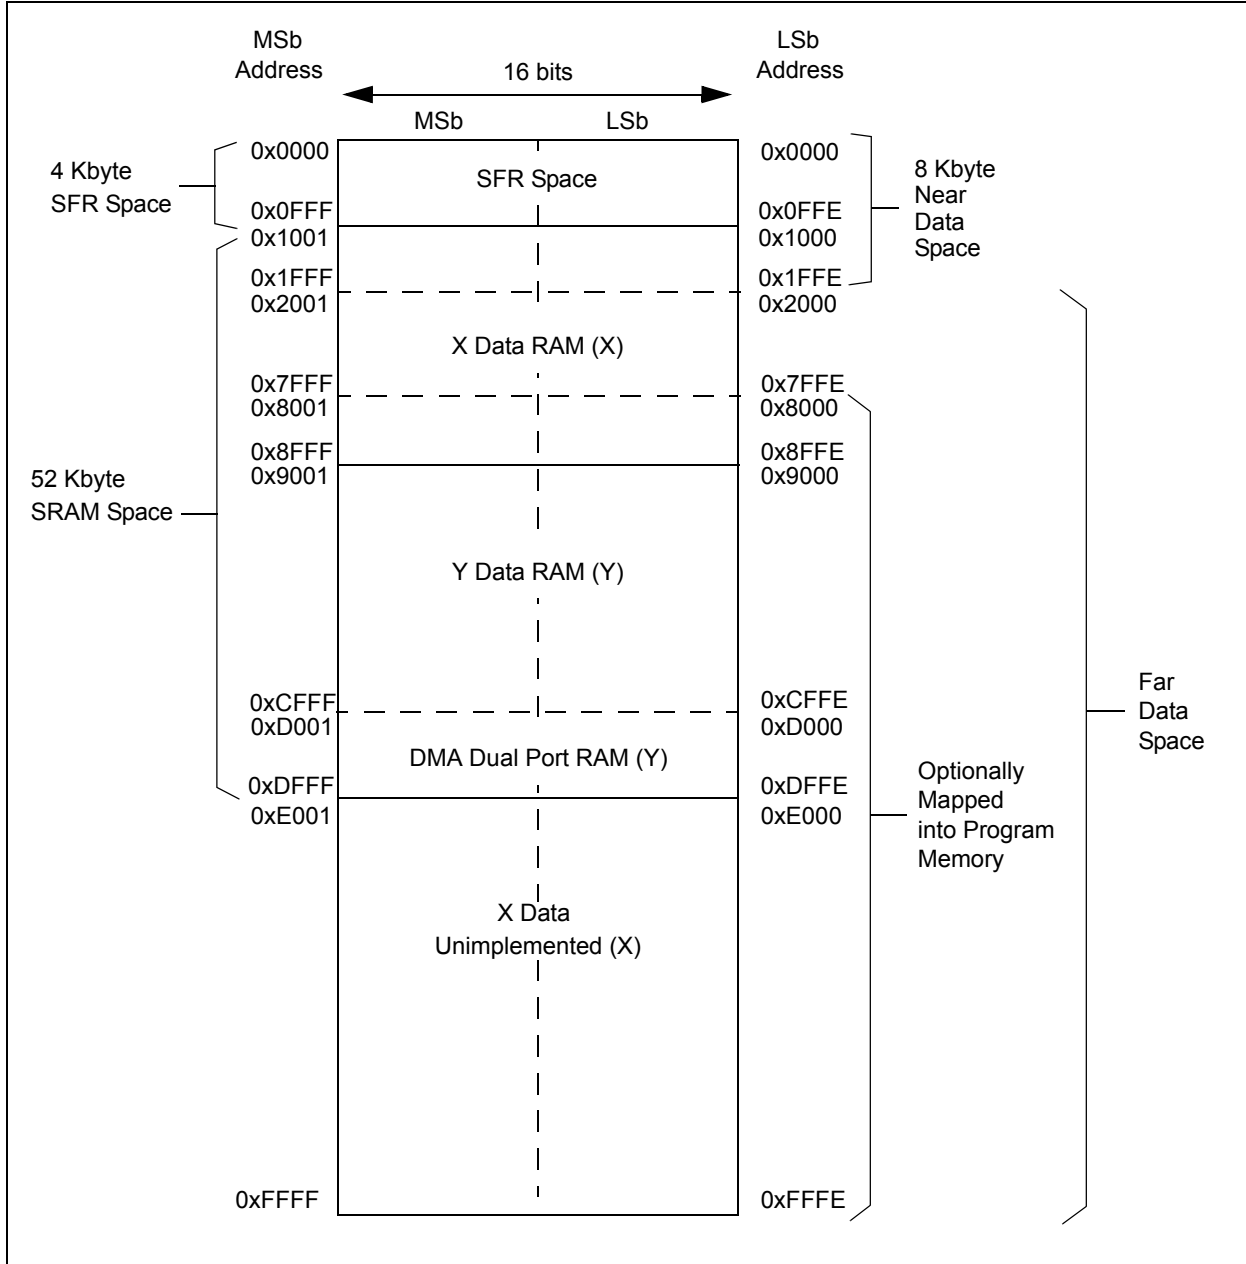 MSb
Address
LSb
Address
16 bits
MSb
LSb
0x0000
0x0000
4 Kbyte
SFR Space
SFR Space
8 Kbyte
Near
Data
Space
0x0FFF
0x0FFE
0x1001
0x1000
0x1FFF
0x1FFE
0x2001
0x2000
X Data RAM (X)
0x7FFF
0x7FFE
0x8001
0x8000
0x8FFF
0x8FFE
0x9001
0x9000
52 Kbyte
SRAM Space
Y Data RAM (Y)
0xCFFF
0xCFFE
0xD001
0xD000
Far
Data
Space
DMA Dual Port RAM (Y)
0xDFFF
0xDFFE
0xE001
0xE000
Optionally
Mapped
into Program
Memory
X Data
Unimplemented (X)
0xFFFF
0xFFFE